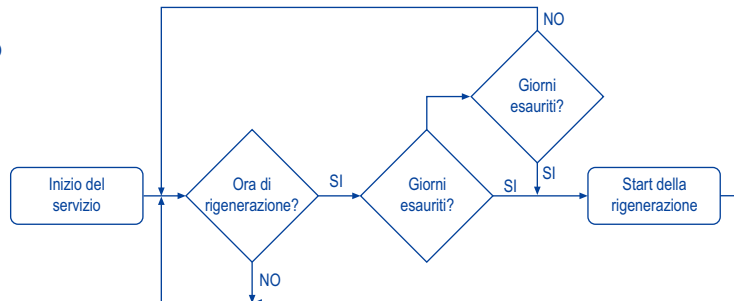 NO
Giorni
esauriti?
Inizio del
servizio
Ora di
rigenerazione?
SI
Giorni
esauriti?
SI
SI
Start della
rigenerazione
NO